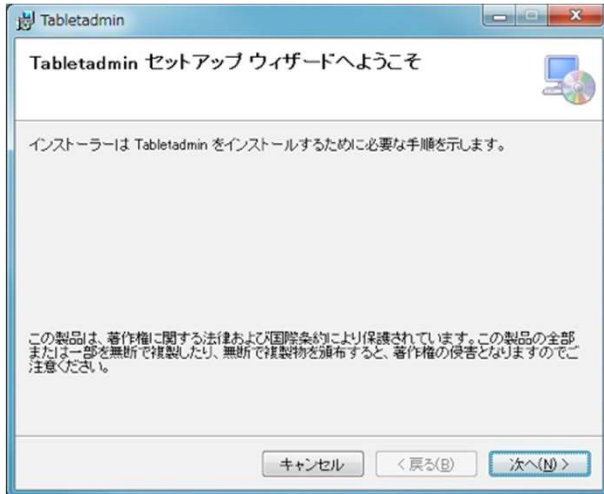 Tabletadmin
Tabletadmin セットアップ ウィザードへようこそ
インストーラーは Tabletadmin をインストールするために必要な手順を示します。
この製品は、著作権に関する法律および国際条約により保護されています。この製品の全部
または一部を無断で複製したり、無断で複製物を頒布すると、著作権の侵害となりますのでご
注意ください。
キャンセル
< 戻る(B)
次へ(N) >